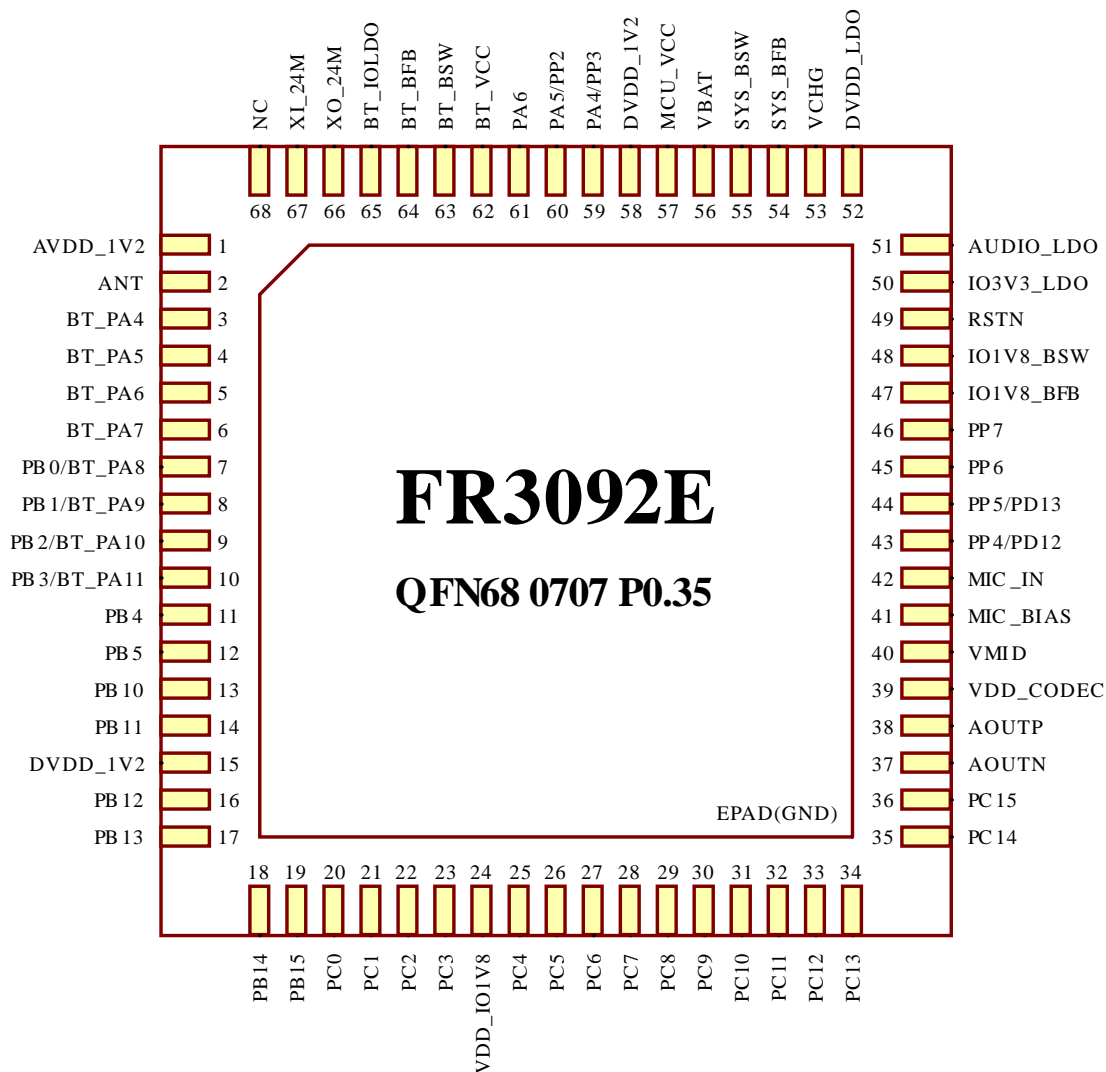 NC
XI_24M
XO_24M
BT_IOLDO
BT_BFB
BT_BSW
BT_VCC
PA6
PA5/PP2
PA4/PP3
DVDD_1V2
MCU_VCC
VBAT
SYS_BSW
SYS_BFB
VCHG
DVDD_LDO
68 67 66 65 64 63 62 61 60 59 58 57 56 55 54 53 52
AVDD_1V2 1
ANT 2
BT_PA4 3
BT_PA5 4
BT_PA6 5
BT_PA7 6
PB0/BT_PA8 7
PB1/BT_PA9 8
PB2/BT_PA10 9
PB3/BT_PA11 10
PB4 11
PB5 12
PB10 13
PB11 14
DVDD_1V2 15
PB12 16
PB13 17
FR3092E
QFN68 0707 P0.35
EPAD(GND)
51 AUDIO_LDO
50 IO3V3_LDO
49 RSTN
48 IO1V8_BSW
47 IO1V8_BFB
46 PP7
45 PP6
44 PP5/PD13
43 PP4/PD12
42 MIC_IN
41 MIC_BIAS
40 VMID
39 VDD_CODEC
38 AOUTP
37 AOUTN
36 PC15
35 PC14
18 19 20 21 22 23 24 25 26 27 28 29 30 31 32 33 34
PB14
PB15
PC0
PC1
PC2
PC3
VDD_IO1V8
PC4
PC5
PC6
PC7
PC8
PC9
PC10
PC11
PC12
PC13